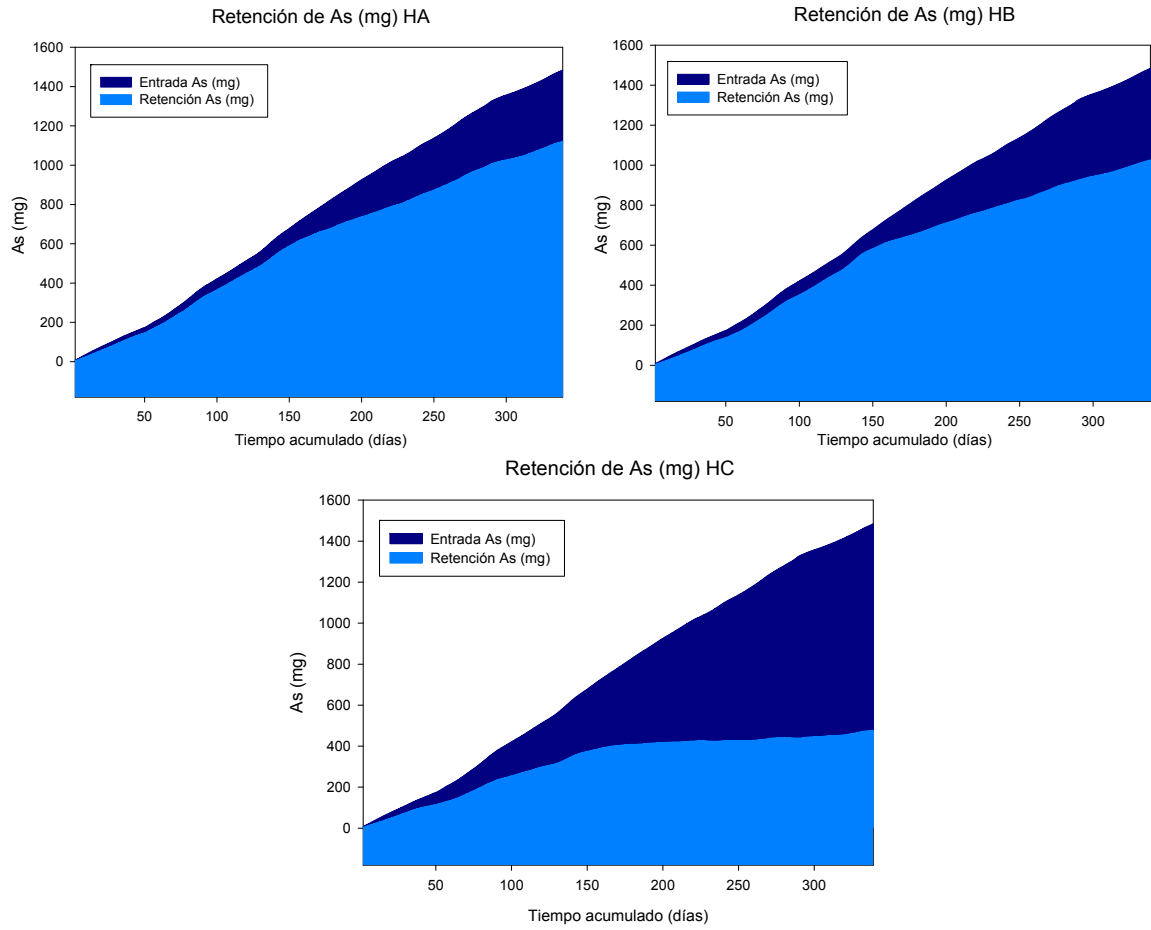 Retención de As (mg) HA
1600
1400
1200
1000
800
600
400
200
0
As (mg)
Entrada As (mg)
Retención As (mg)
50 100 150 200 250 300
Tiempo acumulado (días)
Retención de As (mg) HB
1600
1400
1200
1000
800
600
400
200
0
As (mg)
Entrada As (mg)
Retención As (mg)
50 100 150 200 250 300
Tiempo acumulado (días)
Retención de As (mg) HC
1600
1400
1200
1000
800
600
400
200
0
As (mg)
Entrada As (mg)
Retención As (mg)
50 100 150 200 250 300
Tiempo acumulado (días)